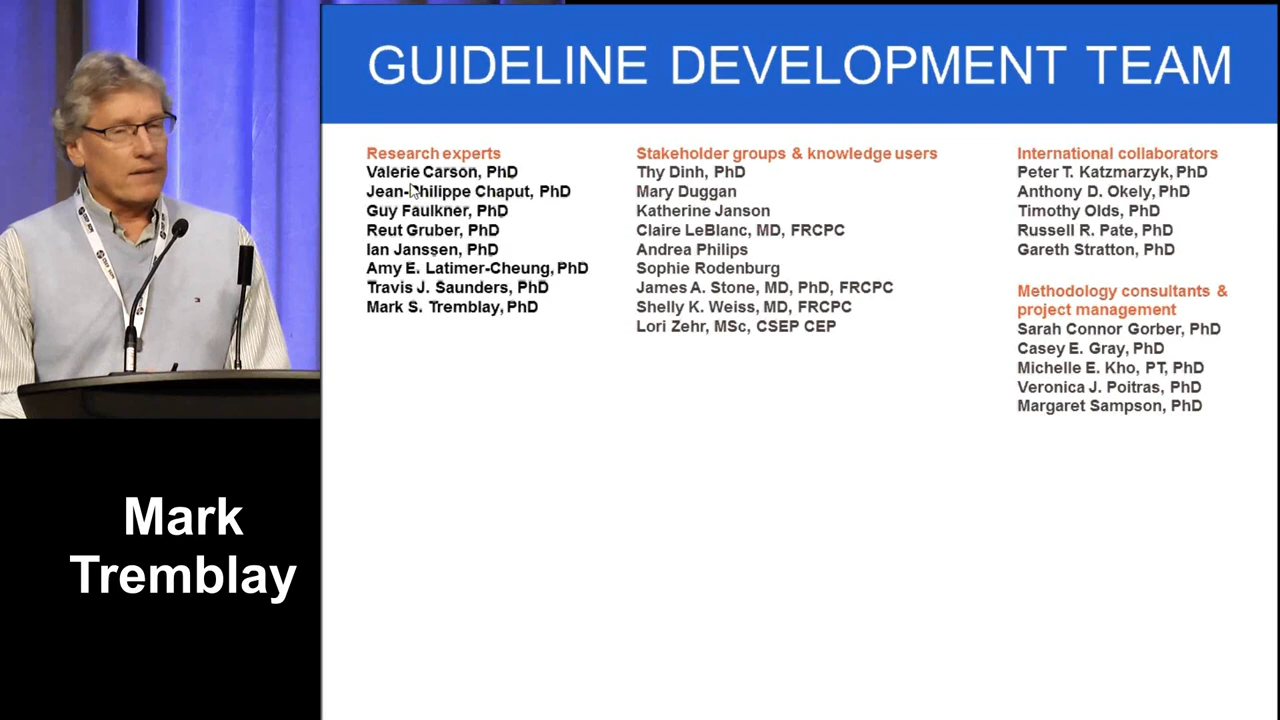 GUIDELINE DEVELOPMENT TEAM
Research experts
Valerie Carson, PhD
Jean-Philippe Chaput, PhD
Guy Faulkner, PhD
Reut Gruber, PhD
Ian Janssen, PhD
Amy E. Latimer-Cheung, PhD
Travis J. Saunders, PhD
Mark S. Tremblay, PhD
Stakeholder groups & knowledge users
Thy Dinh, PhD
Mary Duggan
Katherine Janson
Claire LeBlanc, MD, FRCPC
Andrea Philips
Sophie Rodenburg
James A. Stone, MD, PhD, FRCPC
Shelly K. Weiss, MD, FRCPC
Lori Zehr, MSc, CSEP CEP
International collaborators
Peter T. Katzmarzyk, PhD
Anthony D. Okely, PhD
Timothy Olds, PhD
Russell R. Pate, PhD
Gareth Stratton, PhD
Methodology consultants &
project management
Sarah Connor Gorber, PhD
Casey E. Gray, PhD
Michelle E. Kho, PT, PhD
Veronica J. Poitras, PhD
Margaret Sampson, PhD
Mark
Tremblay